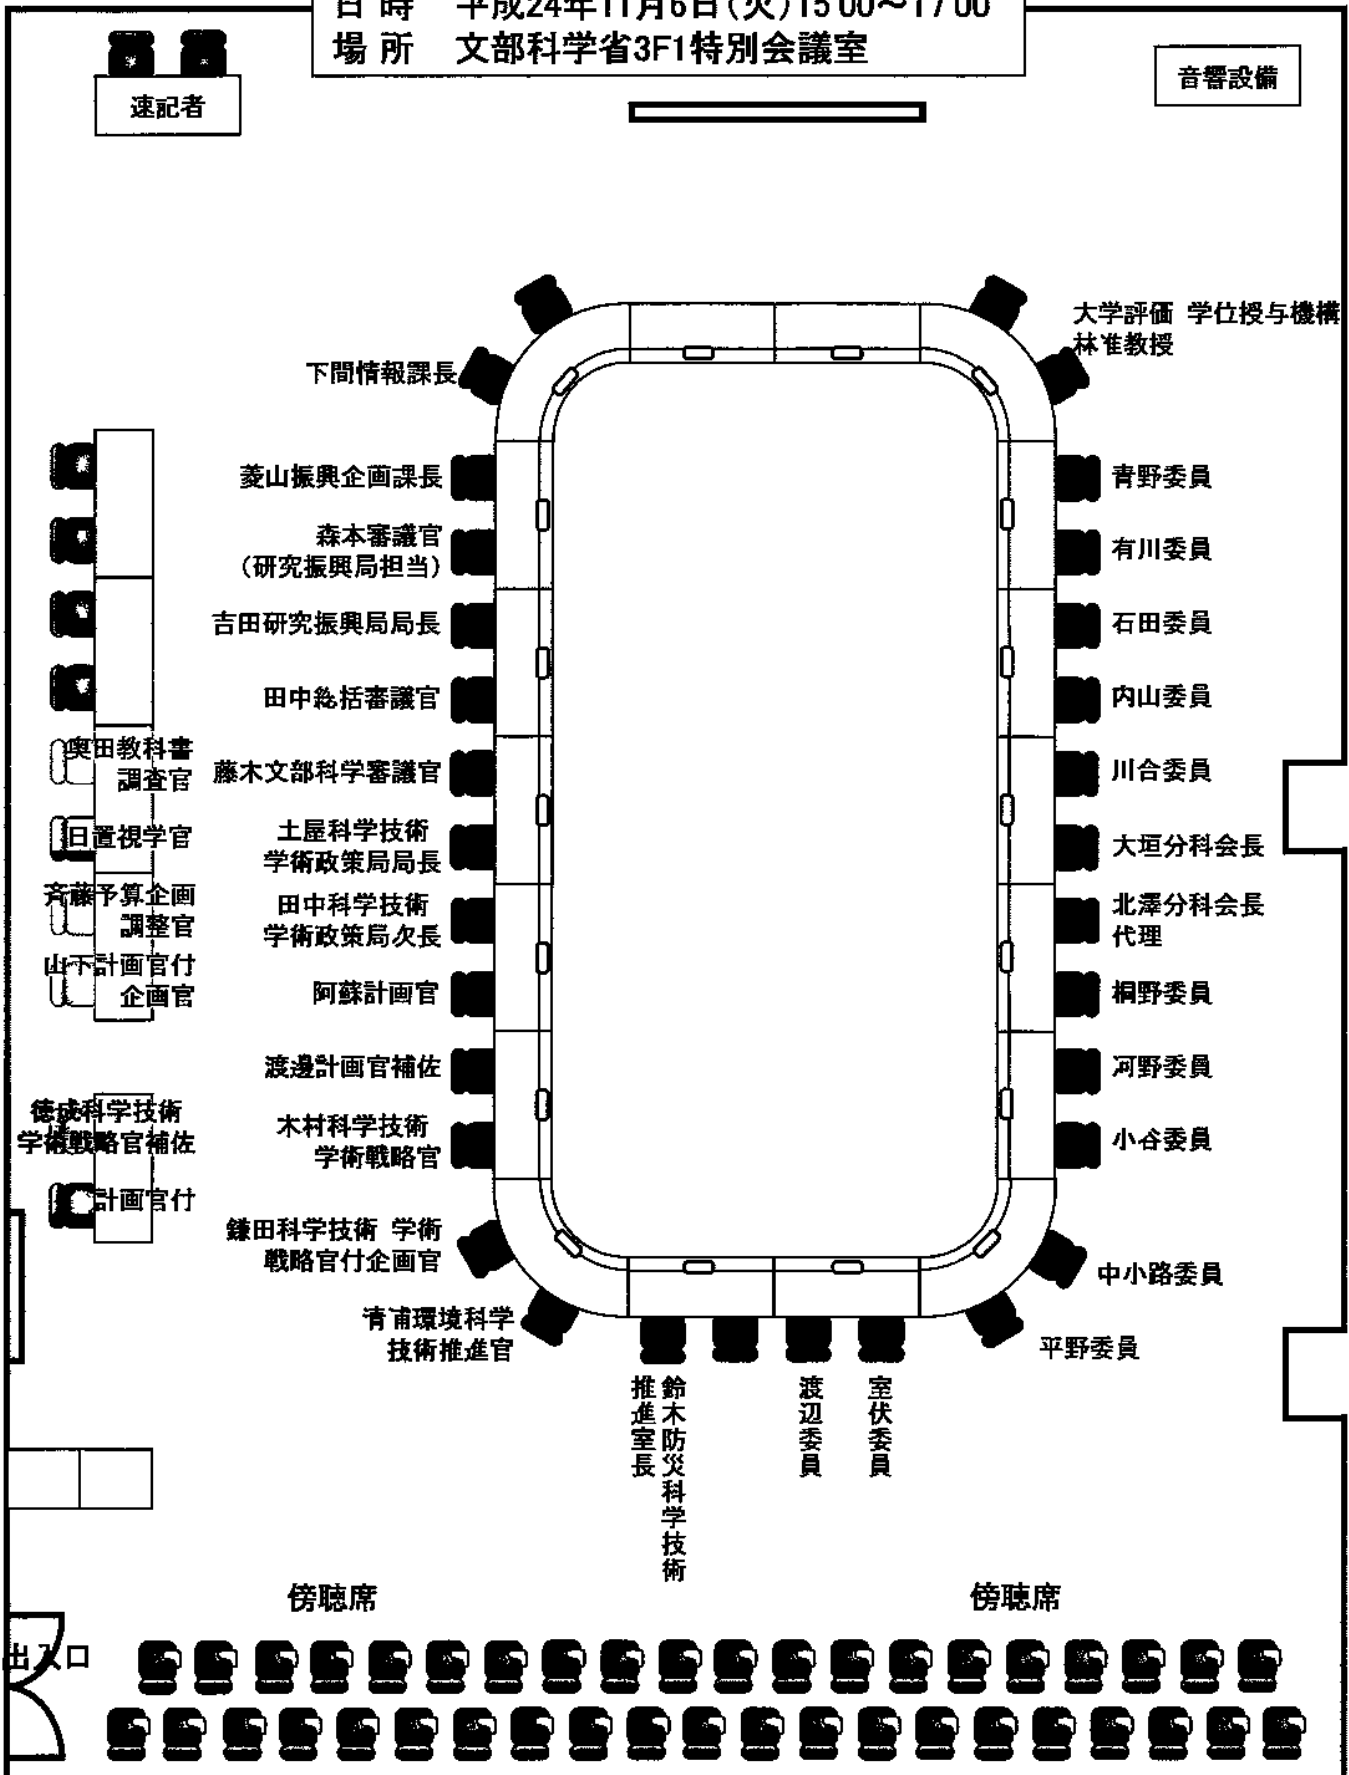 日 時 平成24年11月6日(火)15 00～17 00
場 所 文部科学省3F1特別会議室
速記者
音響設備
大学評価 学位授与機構
林准教授
下間情報課長
菱山振興企画課長
青野委員
森本審議官
(研究振興局担当)
有川委員
吉田研究振興局局長
石田委員
田中総括審議官
内山委員
奥田教科書
調査官
藤木文部科学審議官
川合委員
日置視学官
土屋科学技術
学術政策局局長
大垣分科会長
斉藤予算企画
調整官
田中科学技術
学術政策局次長
北澤分科会長
代理
山下計画官付
企画官
阿蘇計画官
桐野委員
渡邊計画官補佐
河野委員
徳成科学技術
学術戦略官補佐
木村科学技術
学術戦略官
小谷委員
計画官付
鎌田科学技術 学術
戦略官付企画官
中小路委員
清浦環境科学
技術推進官
平野委員
鈴木防災科学技術
推進室長
渡辺委員
室伏委員
傍聴席
傍聴席
出入口